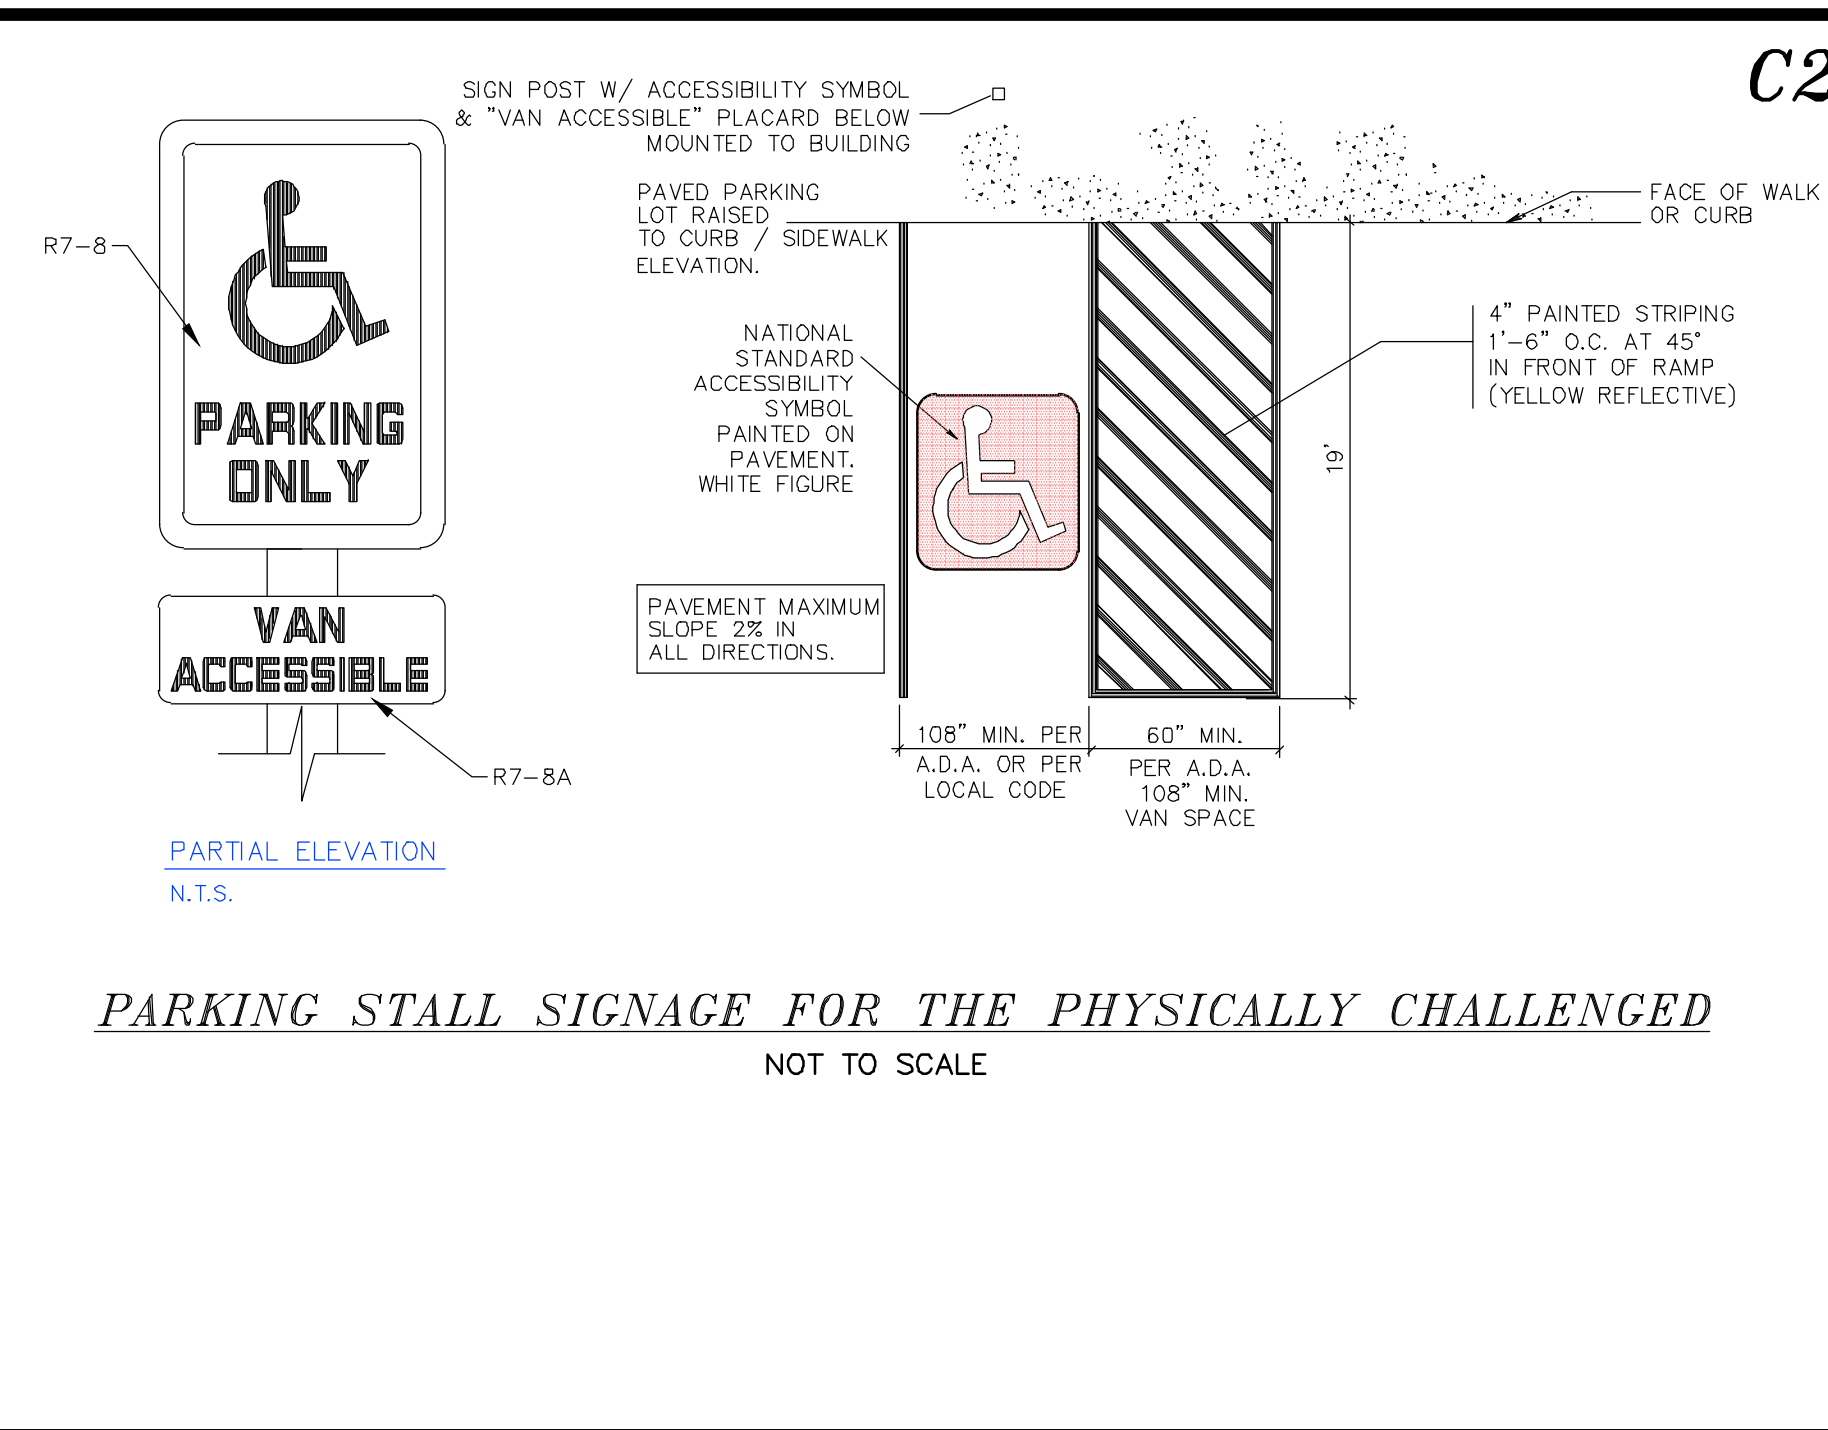 C2
SIGN POST W/ ACCESSIBILITY SYMBOL
& "VAN ACCESSIBLE" PLACARD BELOW
MOUNTED TO BUILDING
PAVED PARKING
LOT RAISED
TO CURB / SIDEWALK
ELEVATION.
FACE OF WALK
OR CURB
R7-8
PARKING
ONLY
VAN
ACCESSIBLE
R7-8A
NATIONAL
STANDARD
ACCESSIBILITY
SYMBOL
PAINTED ON
PAVEMENT.
WHITE FIGURE
4" PAINTED STRIPING
1'-6" O.C. AT 45°
IN FRONT OF RAMP
(YELLOW REFLECTIVE)
19'
PAVEMENT MAXIMUM
SLOPE 2% IN
ALL DIRECTIONS.
108" MIN. PER
A.D.A. OR PER
LOCAL CODE
60" MIN.
PER A.D.A.
108" MIN.
VAN SPACE
PARTIAL ELEVATION
N.T.S.
PARKING STALL SIGNAGE FOR THE PHYSICALLY CHALLENGED
NOT TO SCALE